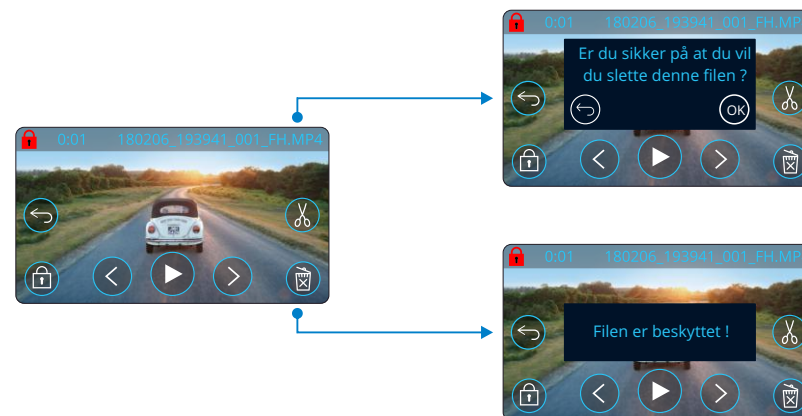 0:01 180206_193941_001_FH.MP4
0:01 180206_193941_001_FH.MP
Er du sikker på at du vil
du slette denne filen ?
OK
0:01 180206_193941_001_FH.MP
Filen er beskyttet !